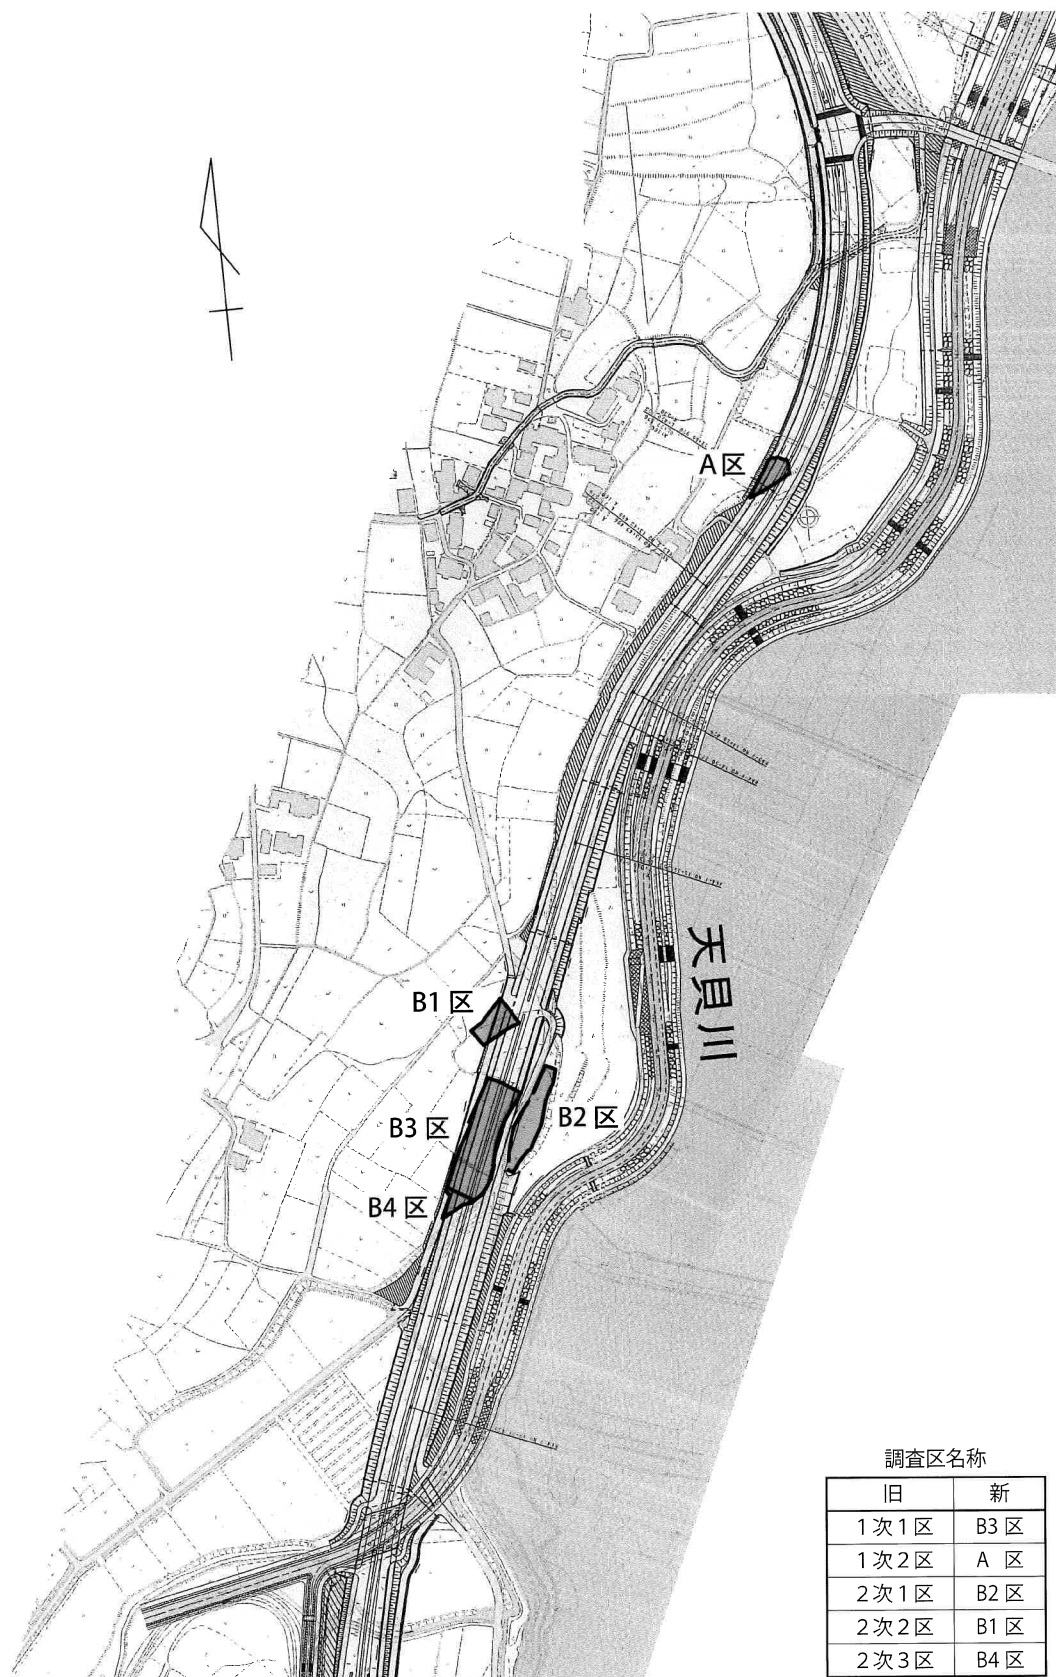 A区
天貝川
B1 区
B2 区
B3 区
B4 区
調査区名称
旧 新
1次1区 B3 区
1次2区 A 区
2次1区 B2 区
2次2区 B1 区
2次3区 B4 区